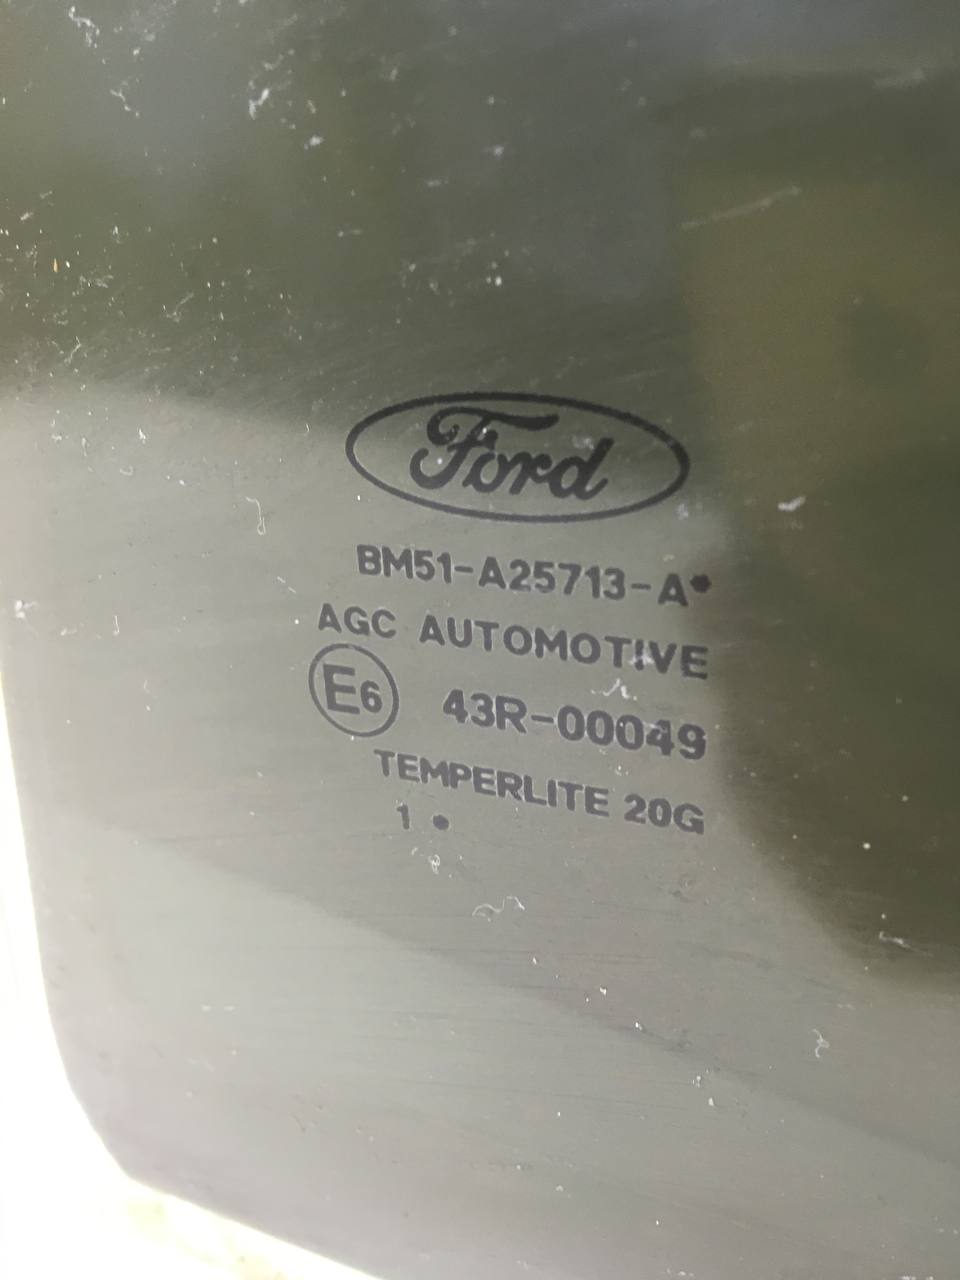 Ford
BM51-A25713-A•
AGC AUTOMOTIVE
E6 43R-00049
TEMPERLITE 20G
1 •